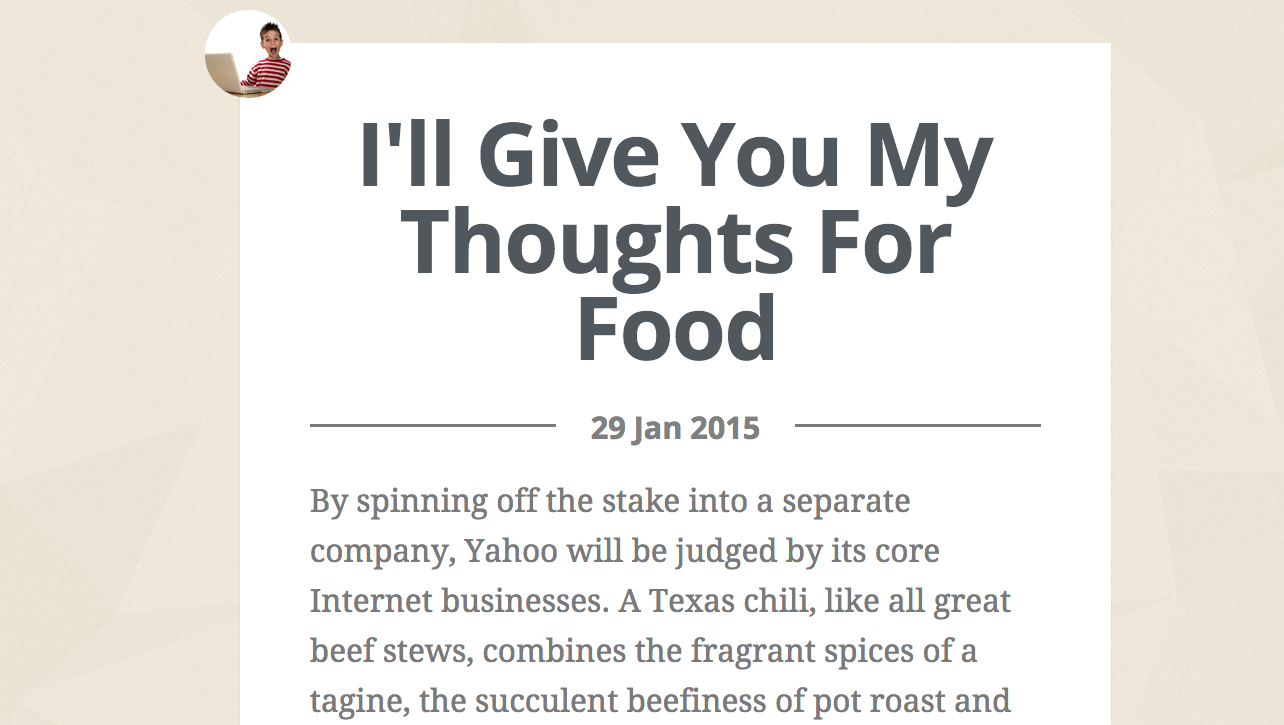 I'll Give You My
Thoughts For
Food
29 Jan 2015
By spinning off the stake into a separate
company, Yahoo will be judged by its core
Internet businesses. A Texas chili, like all great
beef stews, combines the fragrant spices of a
tagine, the succulent beefiness of pot roast and